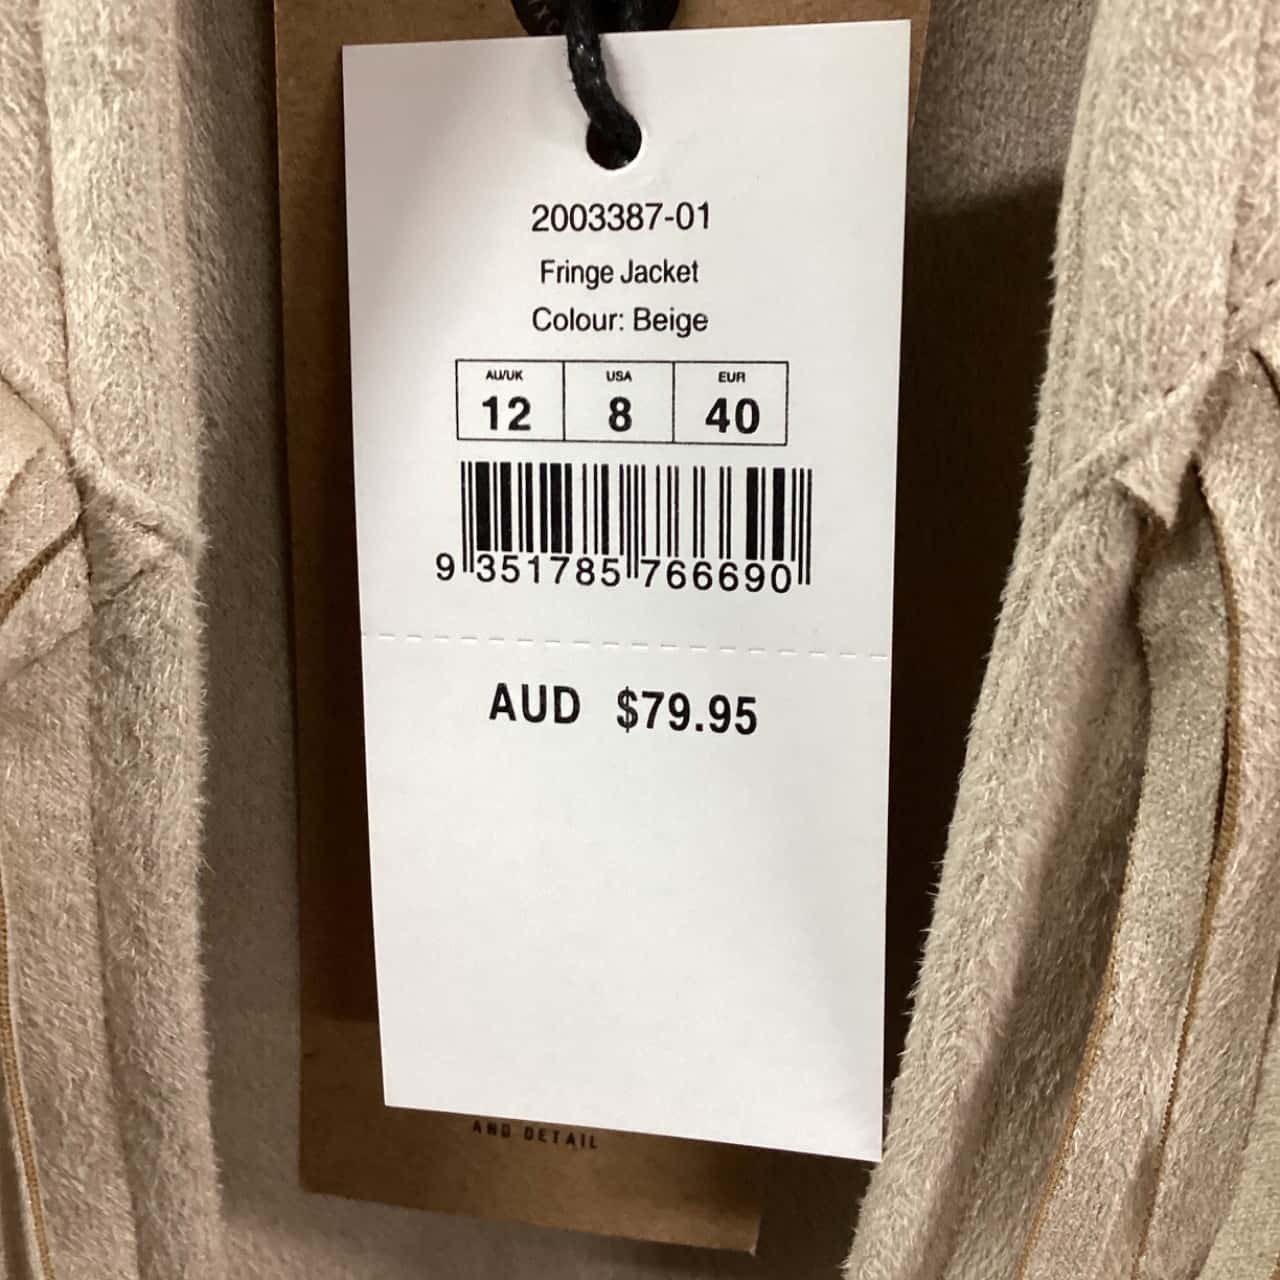 2003387-01
Fringe Jacket
Colour: Beige
AU/UK USA EUR
12 8 40
9 351785 766690
AUD $79.95
AND DETAIL